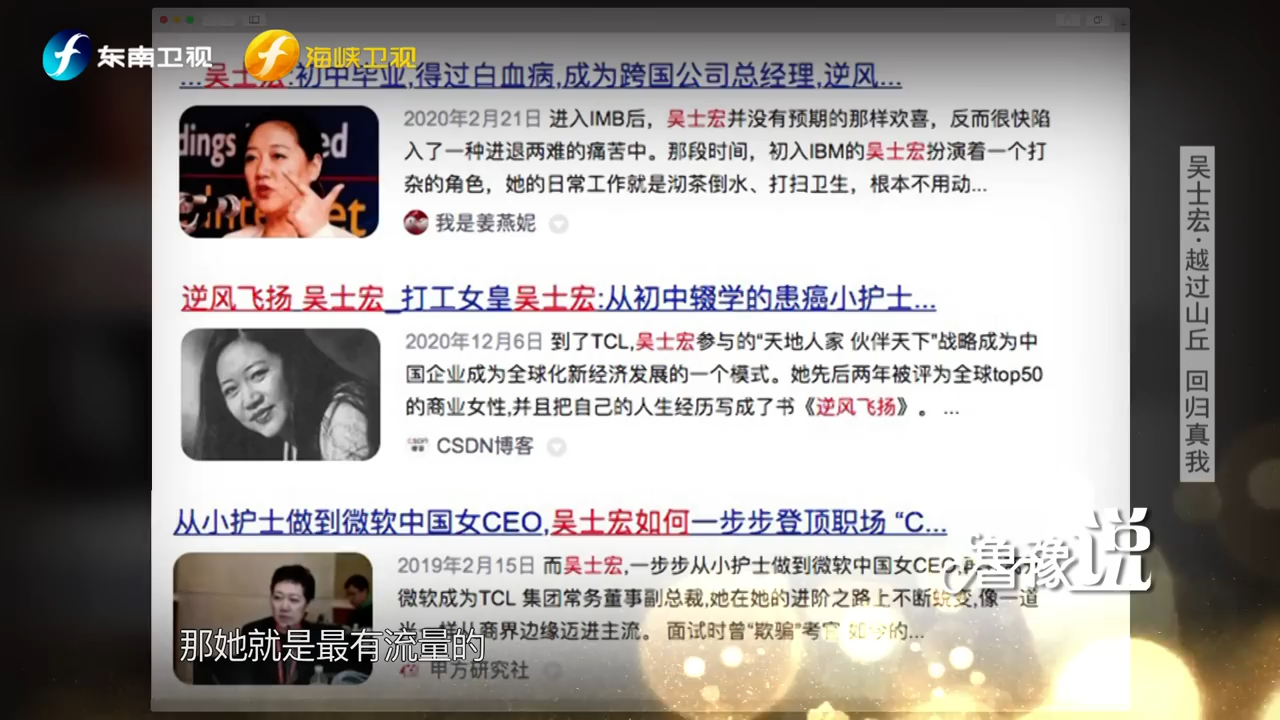 东南卫视
海峡卫视
...吴士宏:初中毕业,得过白血病,成为跨国公司总经理,逆风...
2020年2月21日 进入IMB后，吴士宏并没有预期的那样欢喜，反而很快陷
入了一种进退两难的痛苦中。那段时间，初入IBM的吴士宏扮演着一个打
杂的角色，她的日常工作就是沏茶倒水、打扫卫生，根本不用动...
我是姜燕妮
逆风飞扬 吴士宏_打工女皇吴士宏:从初中辍学的患癌小护士...
2020年12月6日 到了TCL,吴士宏参与的“天地人家 伙伴天下”战略成为中
国企业成为全球化新经济发展的一个模式。她先后两年被评为全球top50
的商业女性,并且把自己的人生经历写成了书《逆风飞扬》。 ...
CSDN博客
从小护士做到微软中国女CEO,吴士宏如何一步步登顶职场 “C...
2019年2月15日 而吴士宏,一步步从小护士做到微软中国女CEO,
微软成为TCL 集团常务董事副总裁,她在她的进阶之路上不断蜕变,像一道
一样从商界边缘迈进主流。 面试时曾“欺骗”考官 如今的...
甲方研究社
那她就是最有流量的
吴士宏·越过山丘 回归真我
鲁豫说